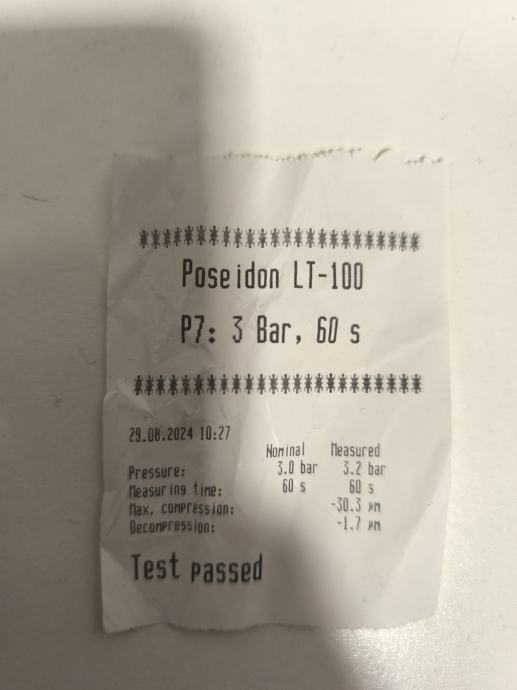 ************************
Poseidon LT-100
P7: 3 Bar, 60 s
************************
29.08.2024 10:27
Nominal Measured
Pressure: 3.0 bar 3.2 bar
Measuring time: 60 s 60 s
Max. compression: -30.3 µm
Decompression: -1.7 µm
Test passed